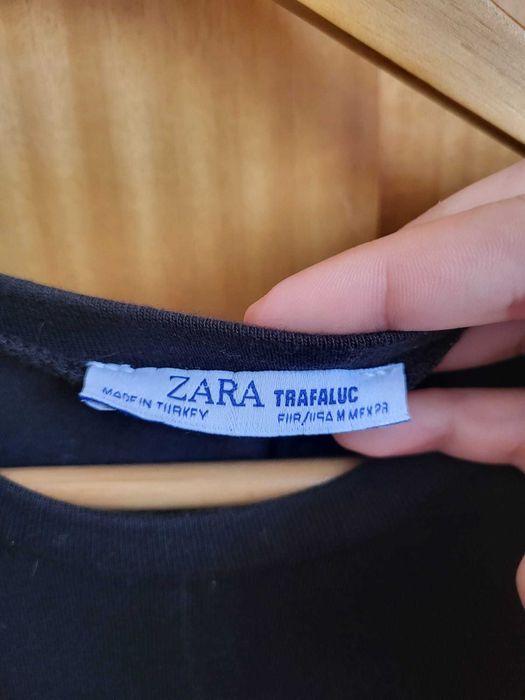 ZARA TRAFALUC
MADE IN TURKEY EUR/USA M MEX 28